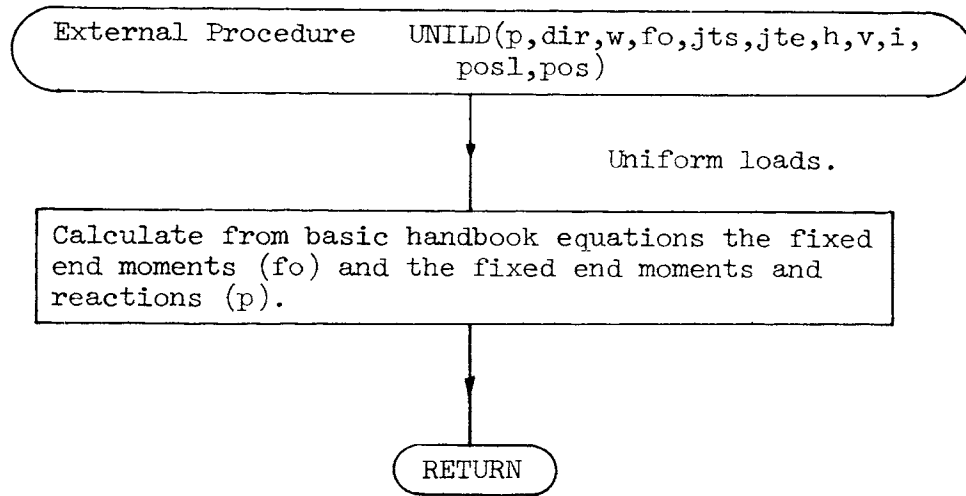 External Procedure UNILD(p,dir,w,fo,jts,jte,h,v,i,
posl,pos)
Uniform loads.
Calculate from basic handbook equations the fixed
end moments (fo) and the fixed end moments and
reactions (p).
RETURN